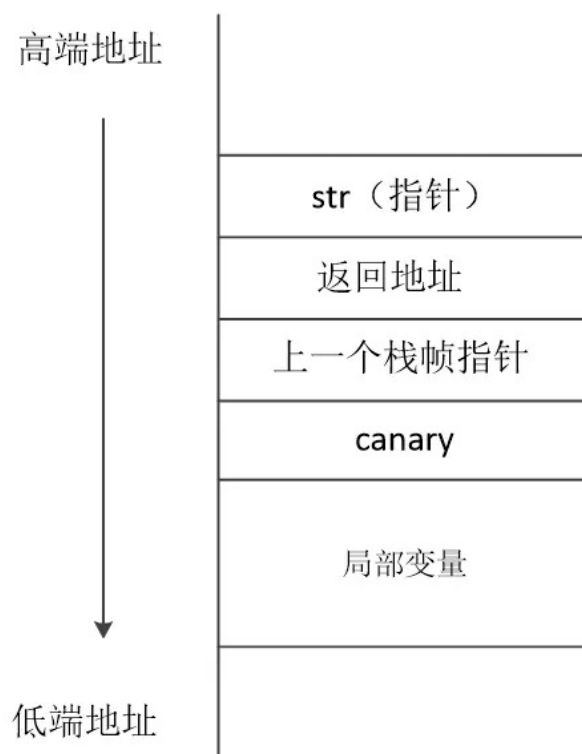 高端地址
str（指针）
返回地址
上一个栈帧指针
canary
局部变量
低端地址